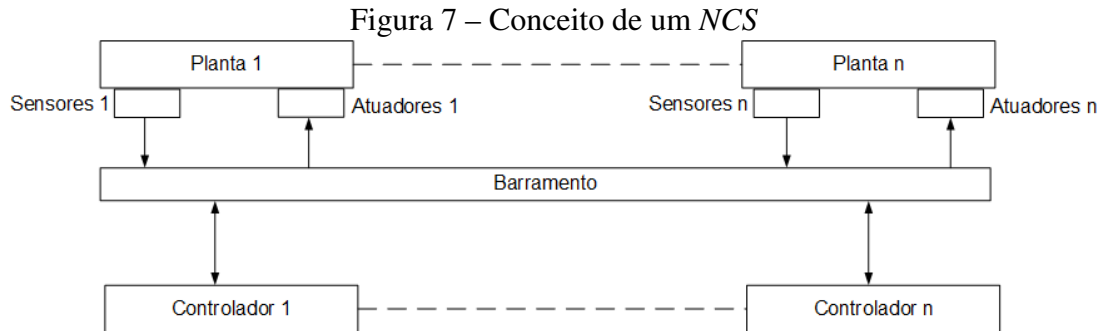 Figura 7 – Conceito de um NCS
Planta 1
Planta n
Sensores 1
Atuadores 1
Sensores n
Atuadores n
Barramento
Controlador 1
Controlador n